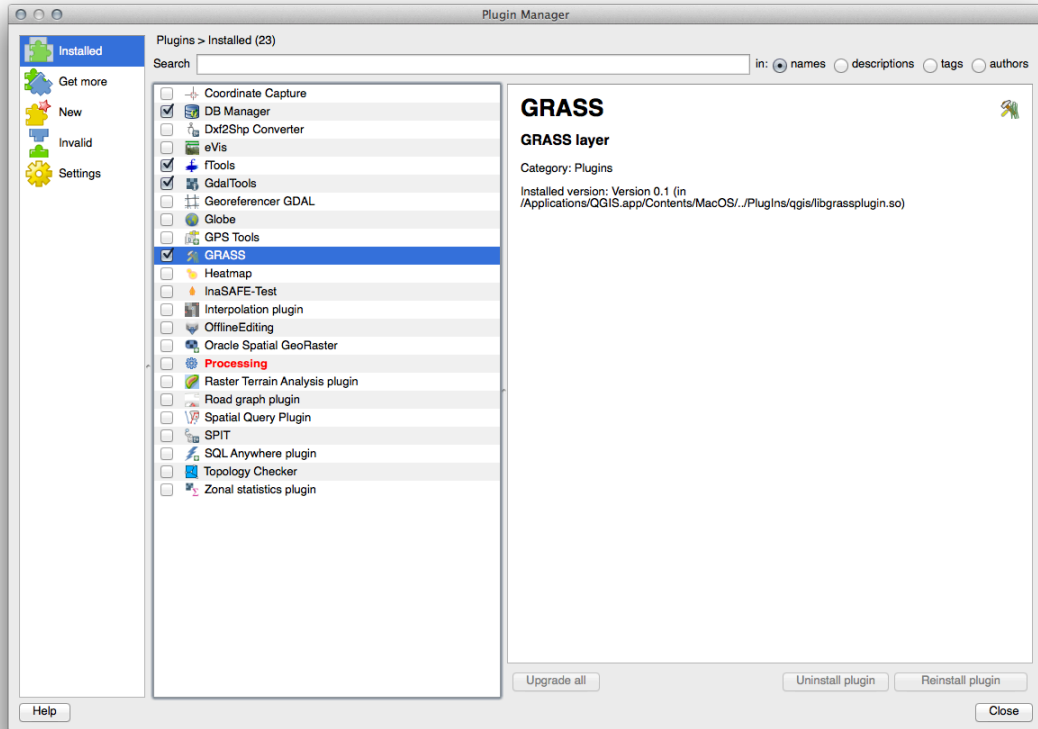 Plugin Manager
Installed
Get more
New
Invalid
Settings
Help
Plugins > Installed (23)
Search
in: names descriptions tags authors
Coordinate Capture
DB Manager
Dxf2Shp Converter
eVis
fTools
GdalTools
Georeferencer GDAL
Globe
GPS Tools
GRASS
Heatmap
InaSAFE-Test
Interpolation plugin
OfflineEditing
Oracle Spatial GeoRaster
Processing
Raster Terrain Analysis plugin
Road graph plugin
Spatial Query Plugin
SPIT
SQL Anywhere plugin
Topology Checker
Zonal statistics plugin
GRASS
GRASS layer
Category: Plugins
Installed version: Version 0.1 (in
/Applications/QGIS.app/Contents/MacOS/../PlugIns/qgis/libgrassplugin.so)
Upgrade all
Uninstall plugin
Reinstall plugin
Close